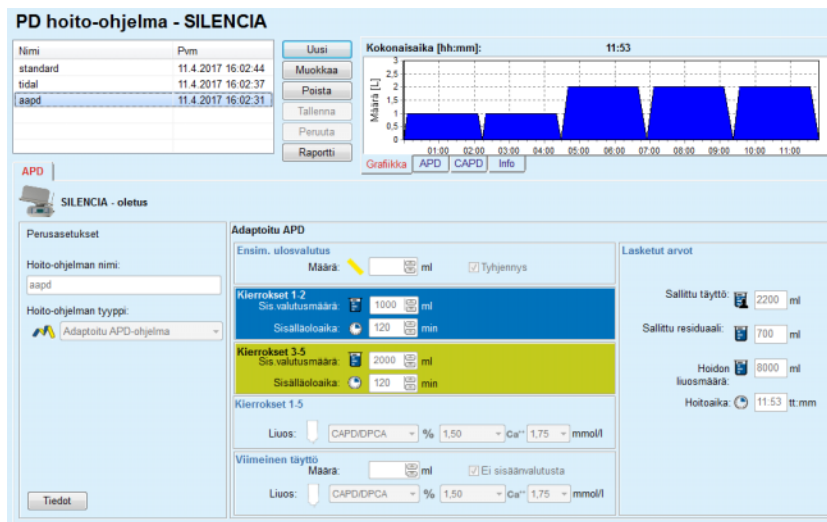 PD hoito-ohjelma - SILENCIA
Nimi Pvm
standard 11.4.2017 16:02:44
tidal 11.4.2017 16:02:37
aapd 11.4.2017 16:02:31
Uusi
Muokkaa
Poista
Tallenna
Peruuta
Raportti
Kokonaisaika [hh:mm]: 11:53
Määrä [L]
3
2,5
2
1,5
1
0,5
0
01:00 02:00 03:00 04:00 05:00 06:00 07:00 08:00 09:00 10:00 11:00
Grafiikka APD CAPD Info
APD
SILENCIA - oletus
Perusasetukset
Hoito-ohjelman nimi:
aapd
Hoito-ohjelman tyyppi:
Adaptoitu APD-ohjelma
Tiedot
Adaptoitu APD
Ensim. ulosvalutus
Määrä: ml Tyhjennys
Kierrokset 1-2
Sis.valutusmäärä: 1000 ml
Sisälläoloaika: 120 min
Kierrokset 3-5
Sis.valutusmäärä: 2000 ml
Sisälläoloaika: 120 min
Kierrokset 1-5
Liuos: CAPD/DPCA % 1,50 Ca++ 1,75 mmol/l
Viimeinen täyttö
Määrä: ml Ei sisäänvalutusta
Liuos: CAPD/DPCA % 1,50 Ca++ 1,75 mmol/l
Lasketut arvot
Sallittu täyttö: 2200 ml
Sallittu residuaali: 700 ml
Hoidon liuosmäärä: 8000 ml
Hoitoaika: 11:53 tt:mm